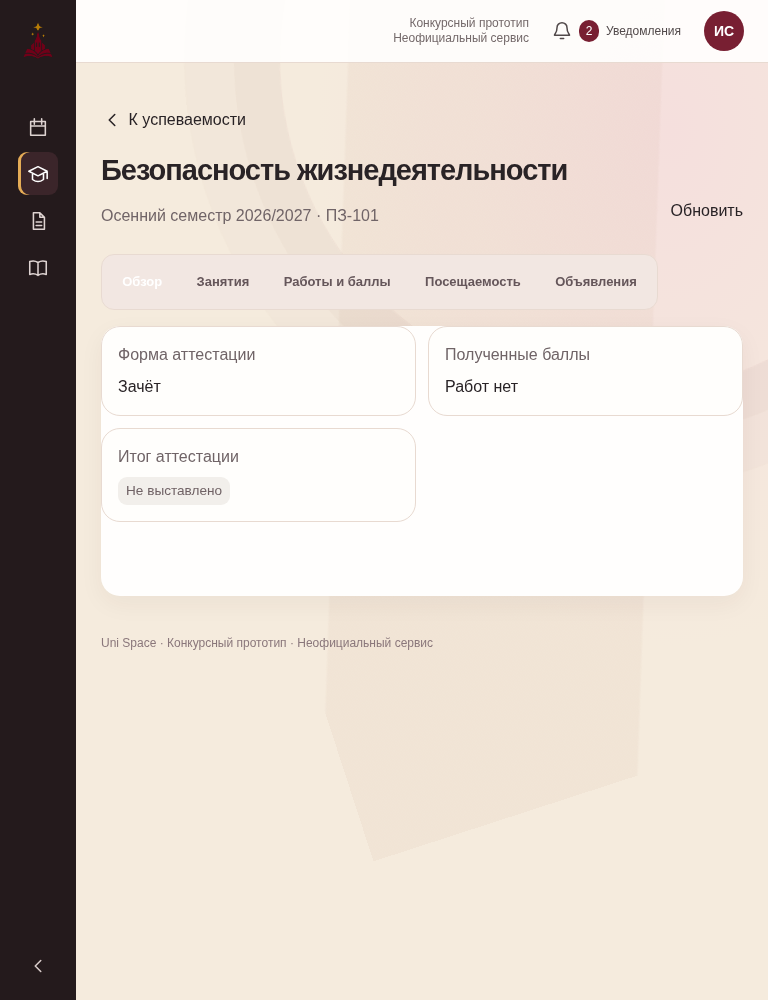 Конкурсный прототип
Неофициальный сервис
2
Уведомления
ИС
К успеваемости
Безопасность жизнедеятельности
Осенний семестр 2026/2027 · ПЗ-101
Обновить
Обзор
Занятия
Работы и баллы
Посещаемость
Объявления
Форма аттестации
Зачёт
Полученные баллы
Работ нет
Итог аттестации
Не выставлено
Uni Space · Конкурсный прототип · Неофициальный сервис